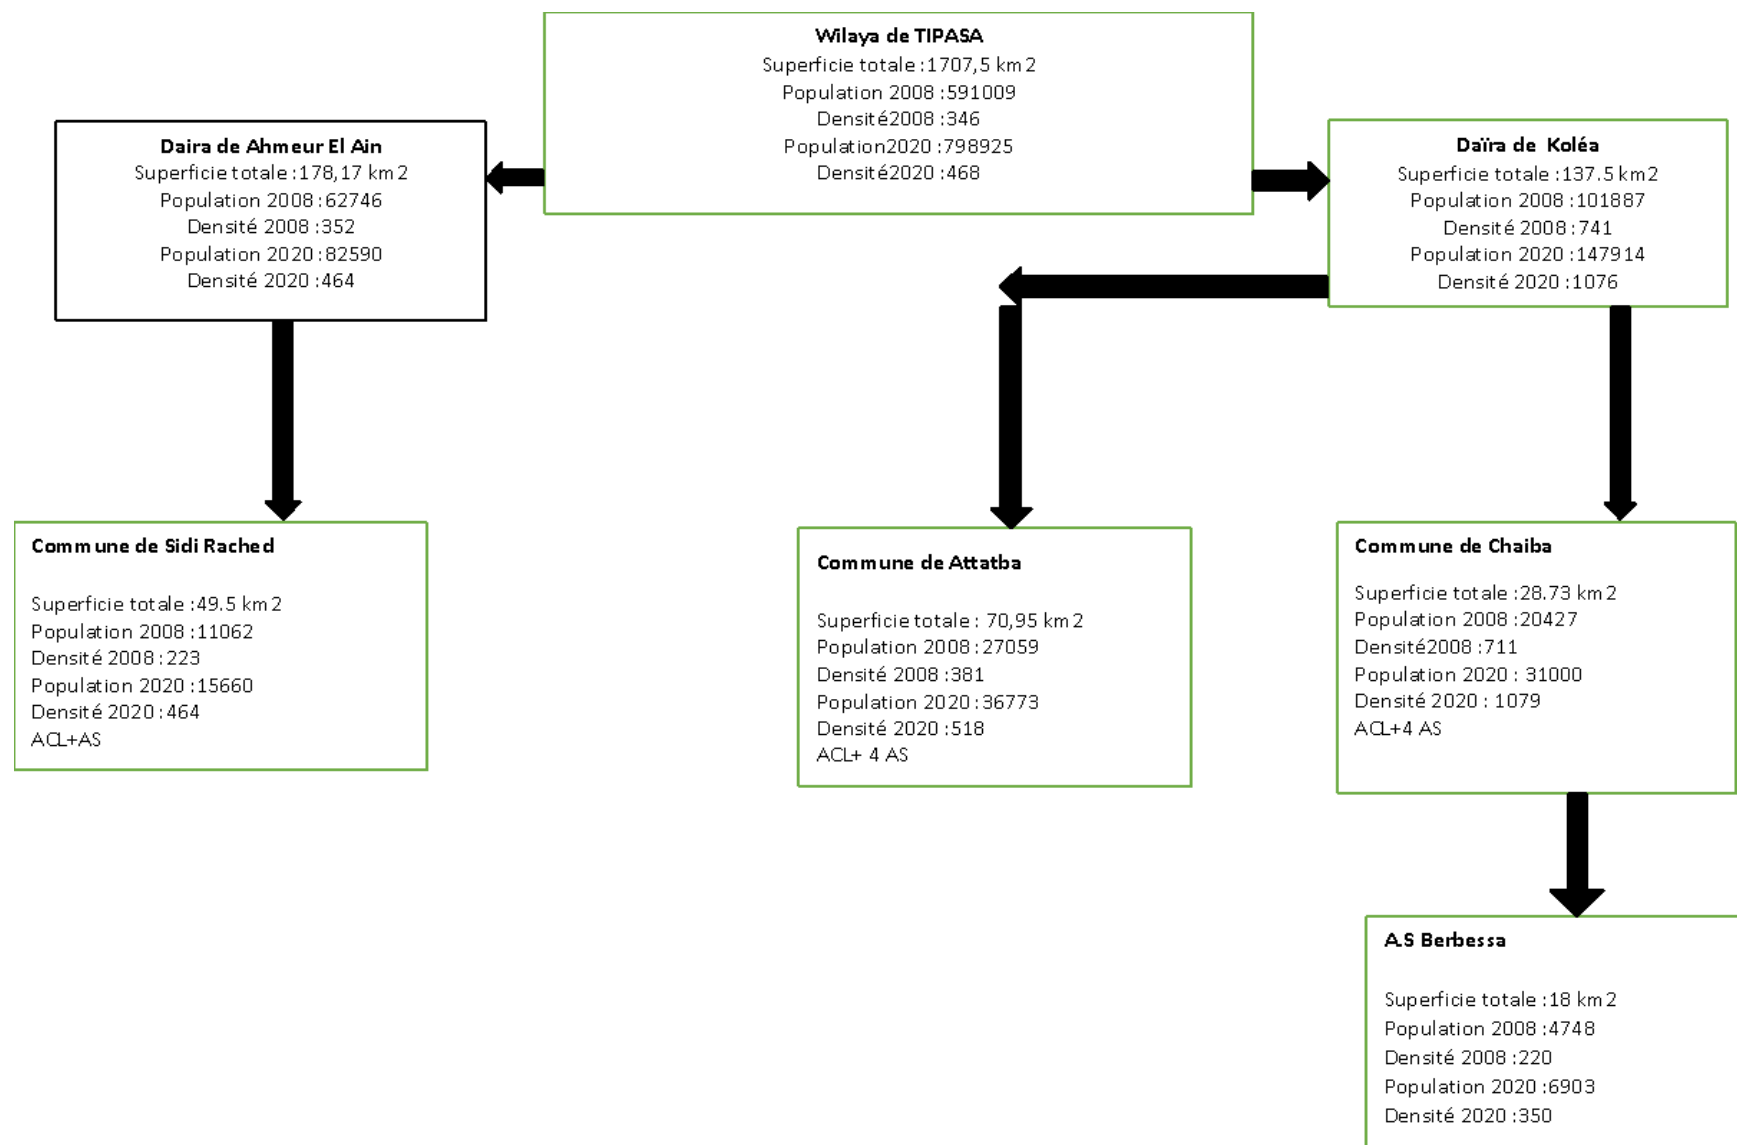 Wilaya de TIPASA
Superficie totale :1707,5 km2
Population 2008 :591009
Densité2008 :346
Population2020 :798925
Densité2020 :468
Daira de Ahmeur El Ain
Superficie totale :178,17 km2
Population 2008 :62746
Densité 2008 :352
Population 2020 :82590
Densité 2020 :464
Daïra de Koléa
Superficie totale :137.5 km2
Population 2008 :101887
Densité 2008 :741
Population 2020 :147914
Densité 2020 :1076
Commune de Sidi Rached
Superficie totale :49.5 km2
Population 2008 :11062
Densité 2008 :223
Population 2020 :15660
Densité 2020 :464
ACL+AS
Commune de Attatba
Superficie totale : 70,95 km2
Population 2008 :27059
Densité 2008 :381
Population 2020 :36773
Densité 2020 :518
ACL+ 4 AS
Commune de Chaiba
Superficie totale :28.73 km2
Population 2008 :20427
Densité2008 :711
Population 2020 : 31000
Densité 2020 : 1079
ACL+4 AS
A.S Berbessa
Superficie totale :18 km2
Population 2008 :4748
Densité 2008 :220
Population 2020 :6903
Densité 2020 :350